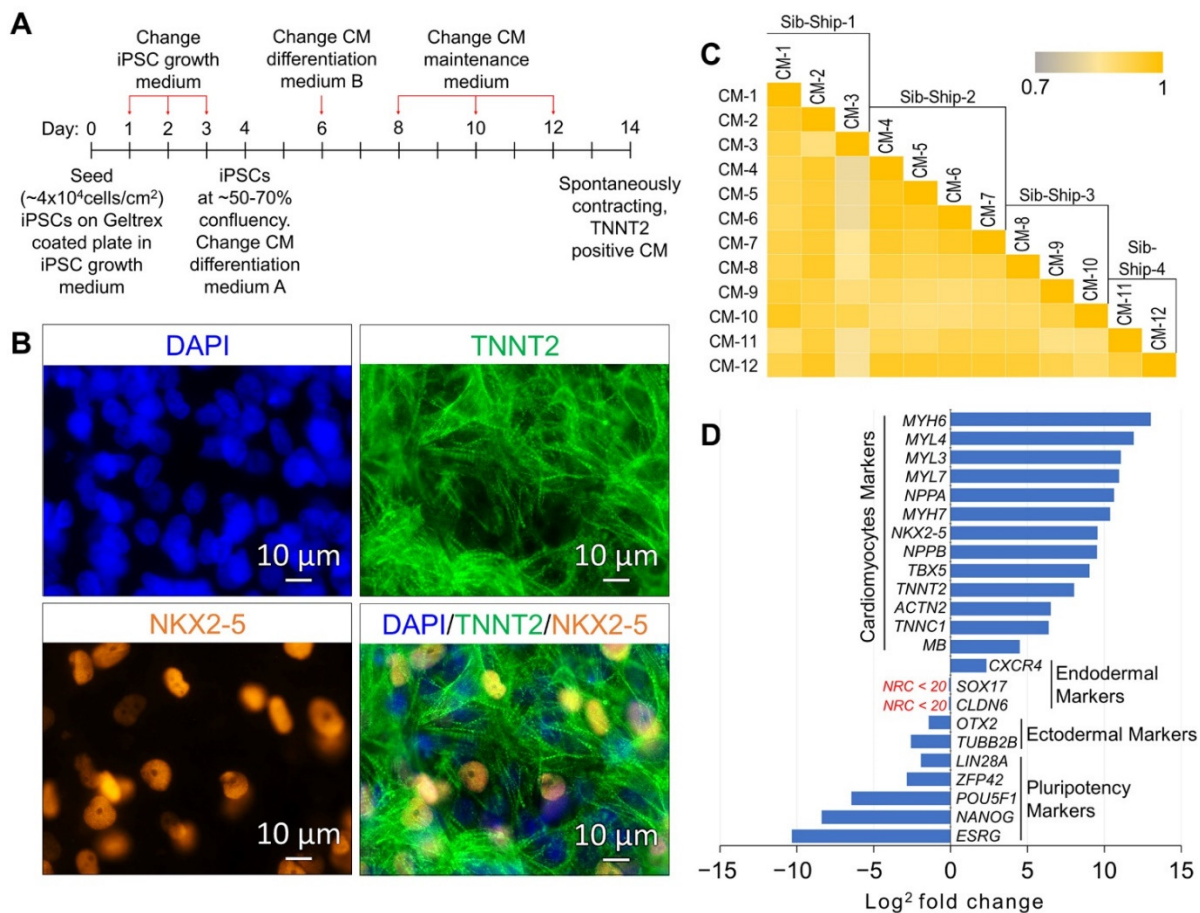 A
Change
iPSC growth
medium
Change CM
differentiation
medium B
Change CM
maintenance
medium
Day: 0 1 2 3 4 6 8 10 12 14
Seed
(~4x10⁴cells/cm²)
iPSCs on Geltrex
coated plate in
iPSC growth
medium
iPSCs
at ~50-70%
confluency.
Change CM
differentiation
medium A
Spontaneously
contracting,
TNNT2
positive CM
B
DAPI
10 µm
TNNT2
10 µm
NKX2-5
10 µm
DAPI/TNNT2/NKX2-5
10 µm
C
Sib-Ship-1
Sib-Ship-2
Sib-Ship-3
Sib-
Ship-4
0.7 1
CM-1
CM-2
CM-3
CM-4
CM-5
CM-6
CM-7
CM-8
CM-9
CM-10
CM-11
CM-12
CM-1
CM-2
CM-3
CM-4
CM-5
CM-6
CM-7
CM-8
CM-9
CM-10
CM-11
CM-12
D
Cardiomyocytes Markers
MYH6
MYL4
MYL3
MYL7
NPPA
MYH7
NKX2-5
NPPB
TBX5
TNNT2
ACTN2
TNNC1
MB
CXCR4
NRC < 20 SOX17
NRC < 20 CLDN6
Endodermal
Markers
OTX2
TUBB2B
Ectodermal Markers
LIN28A
ZFP42
POU5F1
NANOG
ESRG
Pluripotency
Markers
−15 −10 −5 0 5 10 15
Log² fold change